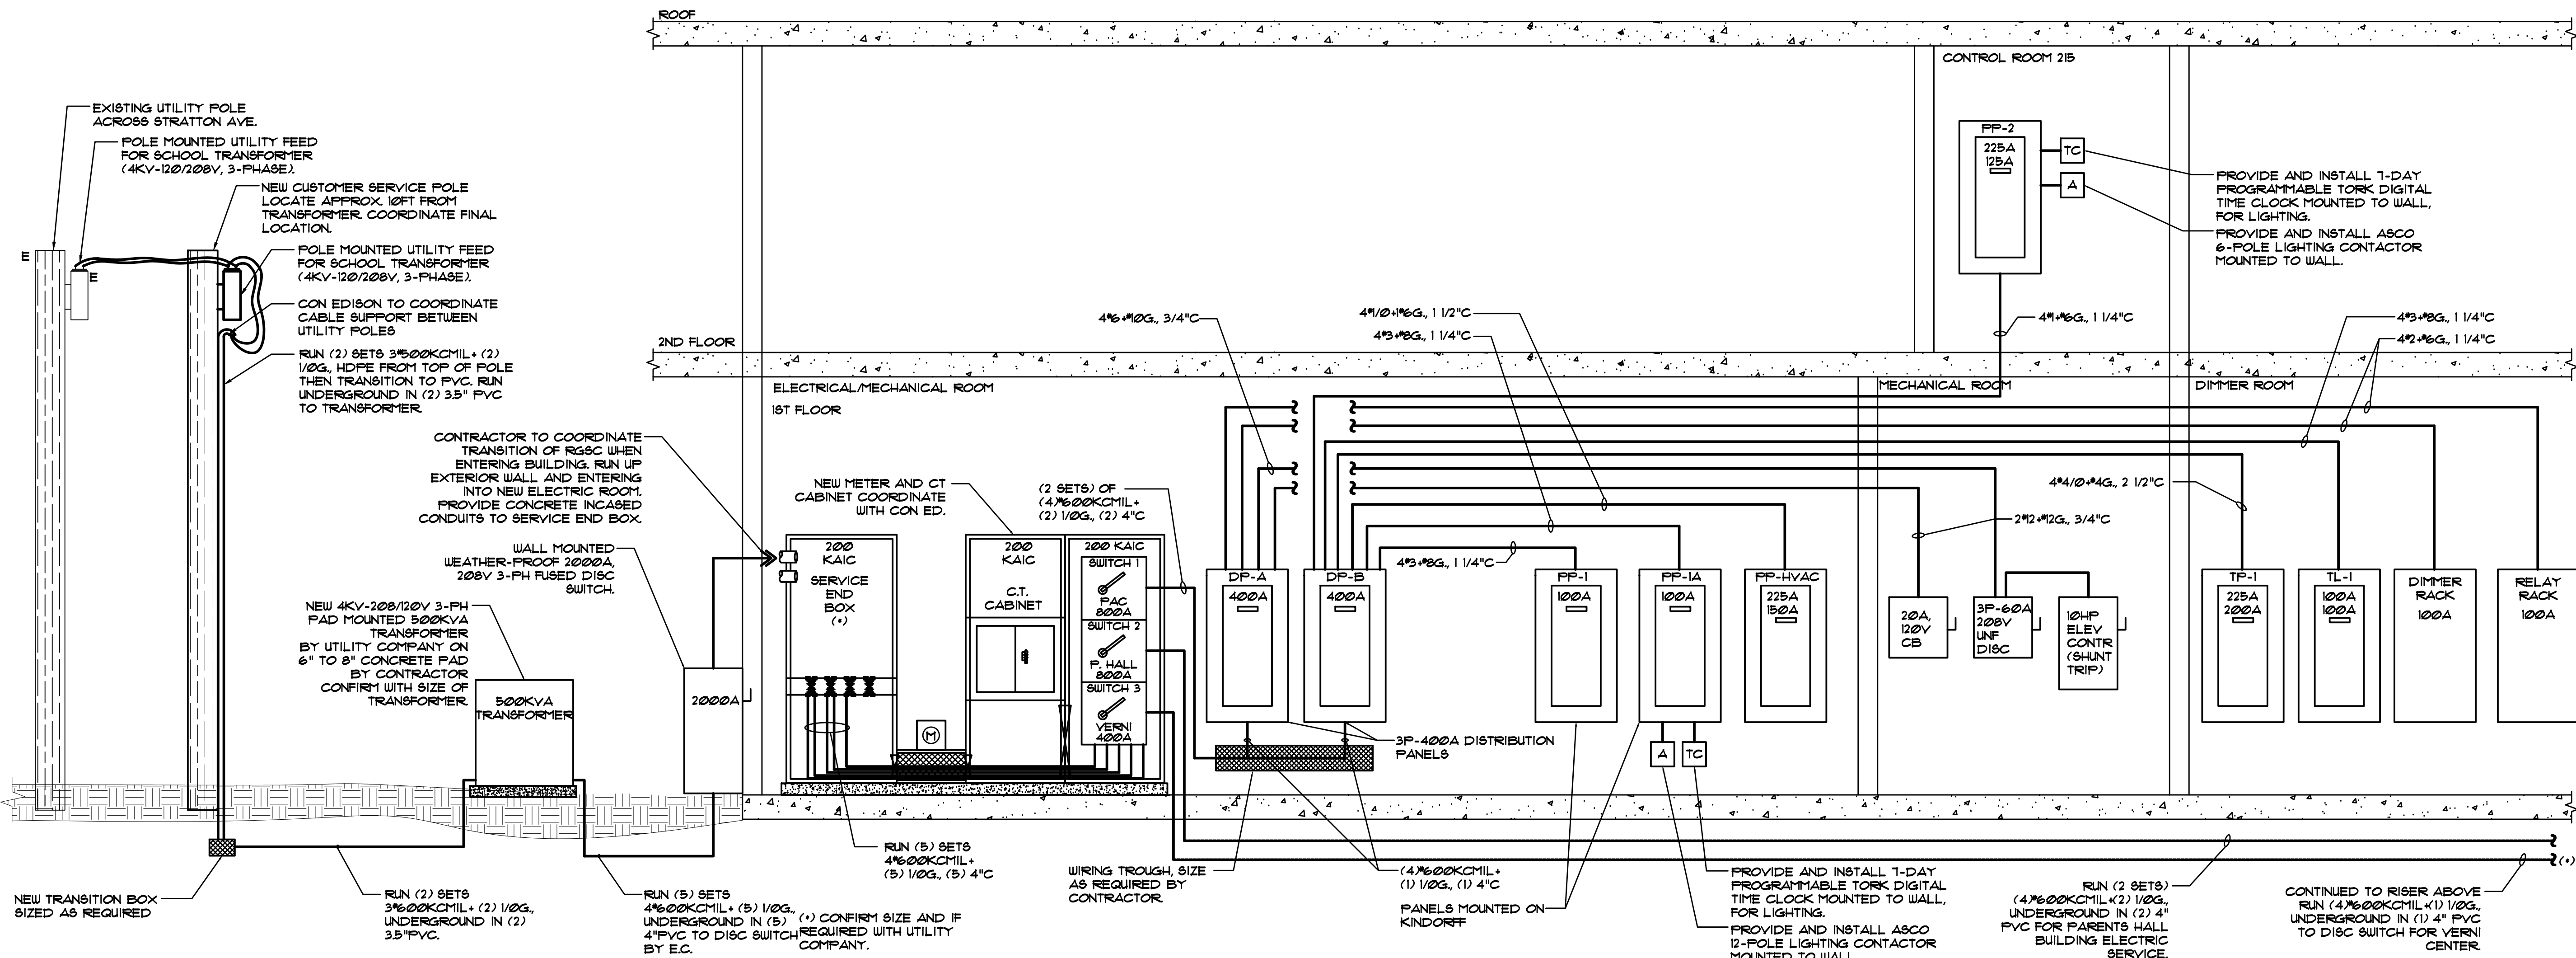 ROOF
CONTROL ROOM 215
EXISTING UTILITY POLE
ACROSS STRATTON AVE.
POLE MOUNTED UTILITY FEED
FOR SCHOOL TRANSFORMER
(4KV-120/208V, 3-PHASE).
NEW CUSTOMER SERVICE POLE
LOCATE APPROX. 10FT FROM
TRANSFORMER. COORDINATE FINAL
LOCATION.
POLE MOUNTED UTILITY FEED
FOR SCHOOL TRANSFORMER
(4KV-120/208V, 3-PHASE).
CON EDISON TO COORDINATE
CABLE SUPPORT BETWEEN
UTILITY POLES
RUN (2) SETS 3#500KCMIL+ (2)
1/0G., HDPE FROM TOP OF POLE
THEN TRANSITION TO PVC. RUN
UNDERGROUND IN (2) 3.5" PVC
TO TRANSFORMER.
E
E
PP-2
225A
125A
TC
A
PROVIDE AND INSTALL 7-DAY
PROGRAMMABLE TORK DIGITAL
TIME CLOCK MOUNTED TO WALL,
FOR LIGHTING.
PROVIDE AND INSTALL ASCO
6-POLE LIGHTING CONTACTOR
MOUNTED TO WALL.
4#6+#10G., 3/4"C
4#1/0+1#6G., 1 1/2"C
4#3+#8G., 1 1/4"C
4#1+#6G., 1 1/4"C
4#3+#8G., 1 1/4"C
4#2+#6G., 1 1/4"C
2ND FLOOR
ELECTRICAL/MECHANICAL ROOM
1ST FLOOR
MECHANICAL ROOM
DIMMER ROOM
CONTRACTOR TO COORDINATE
TRANSITION OF RGSC WHEN
ENTERING BUILDING. RUN UP
EXTERIOR WALL AND ENTERING
INTO NEW ELECTRIC ROOM.
PROVIDE CONCRETE INCASED
CONDUITS TO SERVICE END BOX.
NEW METER AND CT
CABINET COORDINATE
WITH CON ED.
(2 SETS) OF
(4)#600KCMIL+
(2) 1/0G., (2) 4"C
4#4/0+#4G., 2 1/2"C
2#12+#12G., 3/4"C
4#3+#8G., 1 1/4"C
WALL MOUNTED
WEATHER-PROOF 2000A,
208V 3-PH FUSED DISC
SWITCH.
NEW 4KV-208/120V 3-PH
PAD MOUNTED 500KVA
TRANSFORMER
BY UTILITY COMPANY ON
6" TO 8" CONCRETE PAD
BY CONTRACTOR
CONFIRM WITH SIZE OF
TRANSFORMER.
500KVA
TRANSFORMER
2000A
200
KAIC
SERVICE
END
BOX
(*)
200
KAIC
C.T.
CABINET
M
200 KAIC
SWITCH 1
PAC
800A
SWITCH 2
P. HALL
800A
SWITCH 3
VERNI
400A
DP-A
400A
DP-B
400A
PP-1
100A
PP-1A
100A
A
TC
PP-HVAC
225A
150A
20A,
120V
CB
3P-60A
208V
UNF
DISC
10HP
ELEV
CONTR
(SHUNT
TRIP)
TP-1
225A
200A
TL-1
100A
100A
DIMMER
RACK
100A
RELAY
RACK
100A
3P-400A DISTRIBUTION
PANELS
NEW TRANSITION BOX
SIZED AS REQUIRED
RUN (2) SETS
3#600KCMIL+ (2) 1/0G.,
UNDERGROUND IN (2)
3.5"PVC.
RUN (5) SETS
4#600KCMIL+ (5) 1/0G.,
UNDERGROUND IN (5)
4"PVC TO DISC SWITCH
BY E.C.
(*) CONFIRM SIZE AND IF
REQUIRED WITH UTILITY
COMPANY.
RUN (5) SETS
4#600KCMIL+
(5) 1/0G., (5) 4"C
WIRING TROUGH, SIZE
AS REQUIRED BY
CONTRACTOR.
(4)#600KCMIL+
(1) 1/0G., (1) 4"C
PANELS MOUNTED ON
KINDORFF
PROVIDE AND INSTALL 7-DAY
PROGRAMMABLE TORK DIGITAL
TIME CLOCK MOUNTED TO WALL,
FOR LIGHTING.
PROVIDE AND INSTALL ASCO
12-POLE LIGHTING CONTACTOR
MOUNTED TO WALL
RUN (2 SETS)
(4)#600KCMIL+(2) 1/0G.,
UNDERGROUND IN (2) 4"
PVC FOR PARENTS HALL
BUILDING ELECTRIC
SERVICE.
CONTINUED TO RISER ABOVE
RUN (4)#600KCMIL+(1) 1/0G.,
UNDERGROUND IN (1) 4" PVC
TO DISC SWITCH FOR VERNI
CENTER.
(*)